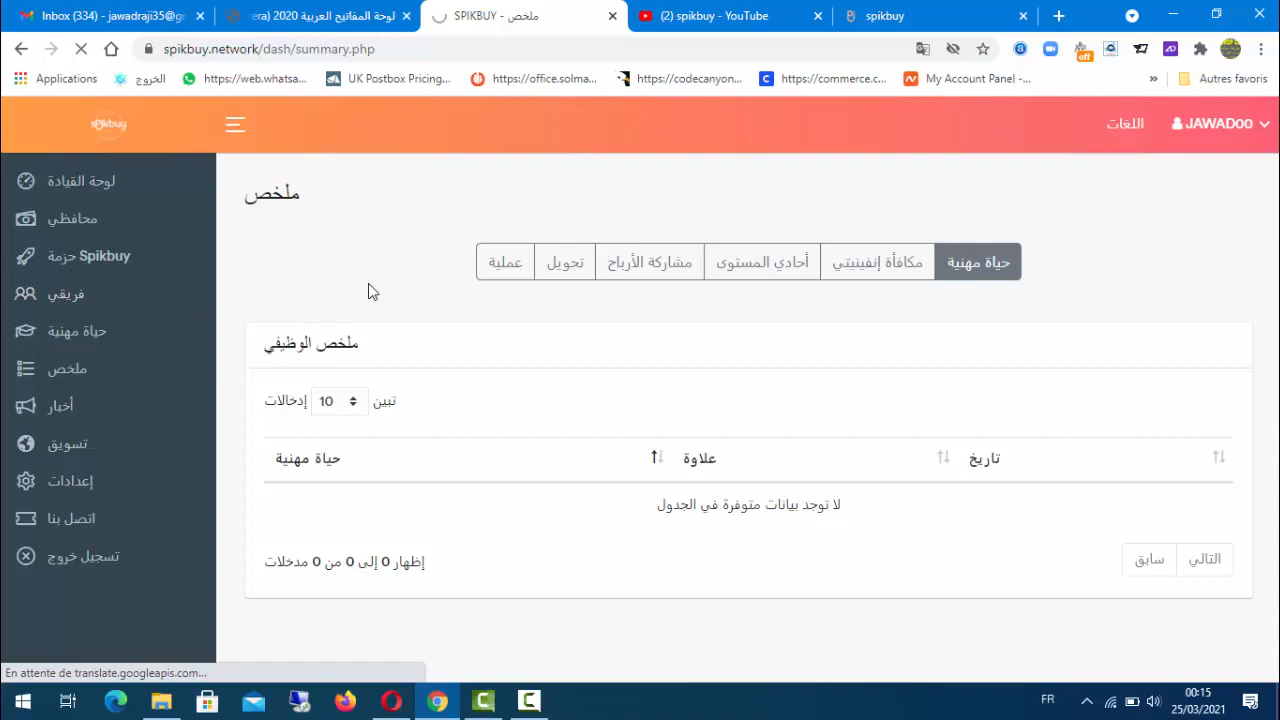 Inbox (334) - jawadraji35@gm
لوحة المفاتيح العربية 2020 (era
SPIKBUY - ملخص
(2) spikbuy - YouTube
spikbuy
spikbuy.network/dash/summary.php
off
Applications
الخروج
https://web.whatsa...
UK Postbox Pricing...
https://office.solma...
https://codecanyon...
https://commerce.c...
My Account Panel -...
»
Autres favoris
spikbuy
اللغات
JAWAD00
لوحة القيادة
محافظي
حزمة Spikbuy
فريقي
حياة مهنية
ملخص
أخبار
تسويق
إعدادات
اتصل بنا
تسجيل خروج
ملخص
عملية
تحويل
مشاركة الأرباح
أحادي المستوى
مكافأة إنفينيتي
حياة مهنية
ملخص الوظيفي
تبين 10 إدخالات
حياة مهنية
علاوة
تاريخ
لا توجد بيانات متوفرة في الجدول
إظهار 0 إلى 0 من 0 مدخلات
سابق
التالي
En attente de translate.googleapis.com...
FR
00:15
25/03/2021